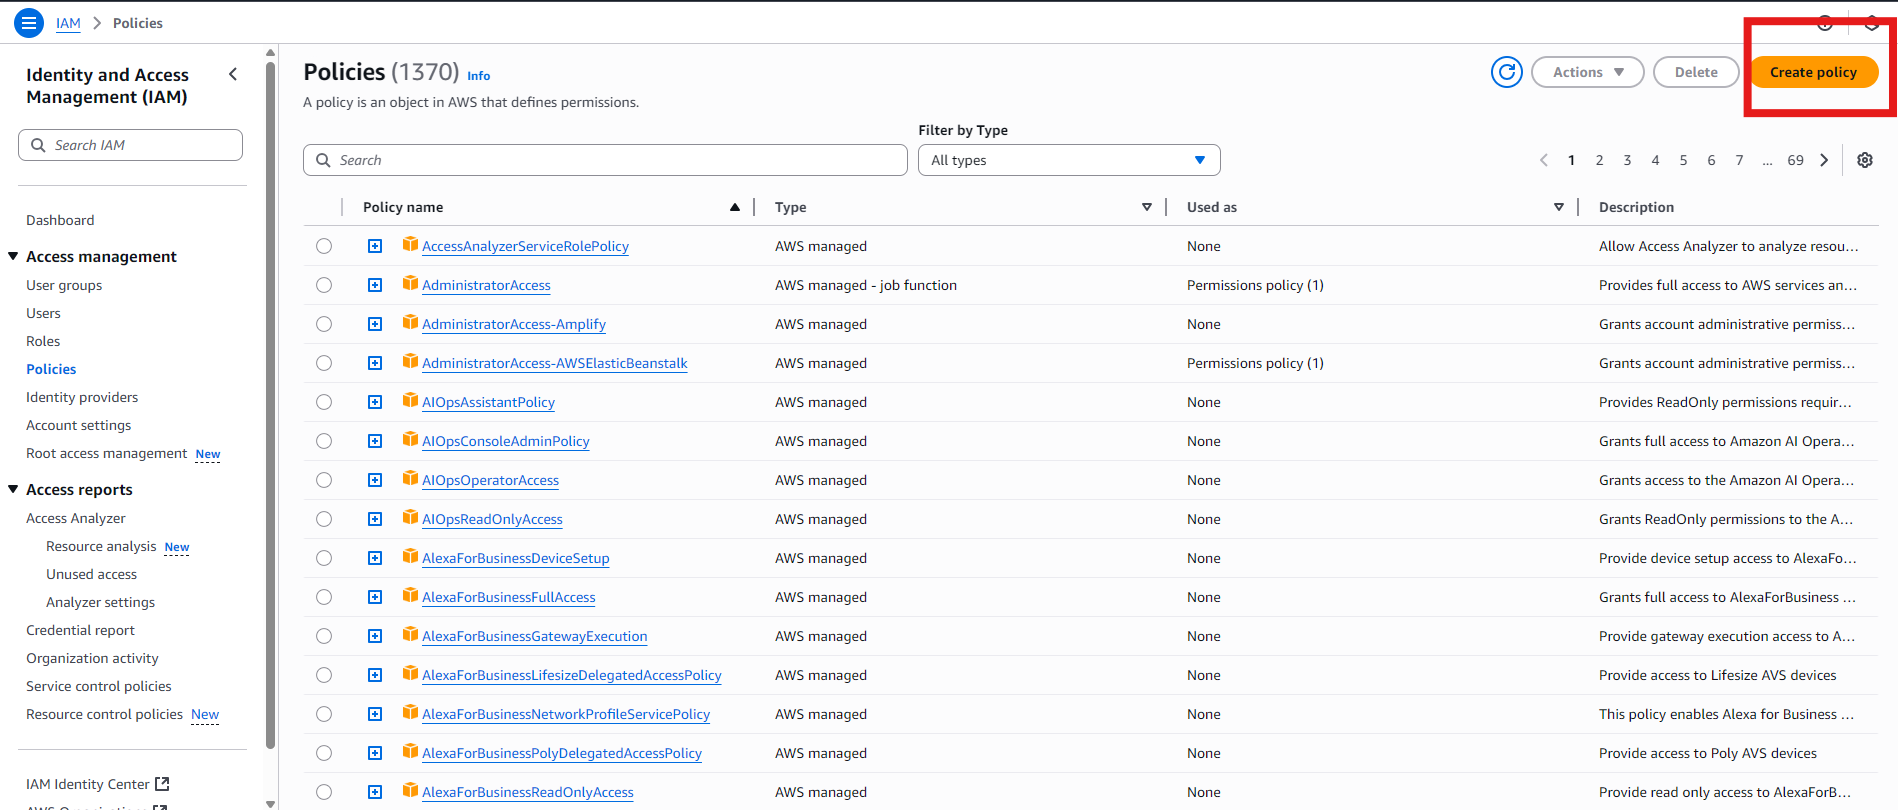 IAM > Policies
Identity and Access
Management (IAM)
Search IAM
Dashboard
Access management
User groups
Users
Roles
Policies
Identity providers
Account settings
Root access management New
Access reports
Access Analyzer
Resource analysis New
Unused access
Analyzer settings
Credential report
Organization activity
Service control policies
Resource control policies New
IAM Identity Center
Policies (1370) Info
Actions Delete Create policy
A policy is an object in AWS that defines permissions.
Filter by Type
Search All types 1 2 3 4 5 6 7 ... 69
Policy name Type Used as Description
AccessAnalyzerServiceRolePolicy AWS managed None Allow Access Analyzer to analyze resou…
AdministratorAccess AWS managed - job function Permissions policy (1) Provides full access to AWS services an…
AdministratorAccess-Amplify AWS managed None Grants account administrative permiss…
AdministratorAccess-AWSElasticBeanstalk AWS managed Permissions policy (1) Grants account administrative permiss…
AIOpsAssistantPolicy AWS managed None Provides ReadOnly permissions requir…
AIOpsConsoleAdminPolicy AWS managed None Grants full access to Amazon AI Opera…
AIOpsOperatorAccess AWS managed None Grants access to the Amazon AI Opera…
AIOpsReadOnlyAccess AWS managed None Grants ReadOnly permissions to the A…
AlexaForBusinessDeviceSetup AWS managed None Provide device setup access to AlexaFo…
AlexaForBusinessFullAccess AWS managed None Grants full access to AlexaForBusiness …
AlexaForBusinessGatewayExecution AWS managed None Provide gateway execution access to A…
AlexaForBusinessLifesizeDelegatedAccessPolicy AWS managed None Provide access to Lifesize AVS devices
AlexaForBusinessNetworkProfileServicePolicy AWS managed None This policy enables Alexa for Business …
AlexaForBusinessPolyDelegatedAccessPolicy AWS managed None Provide access to Poly AVS devices
AlexaForBusinessReadOnlyAccess AWS managed None Provide read only access to AlexaForB…